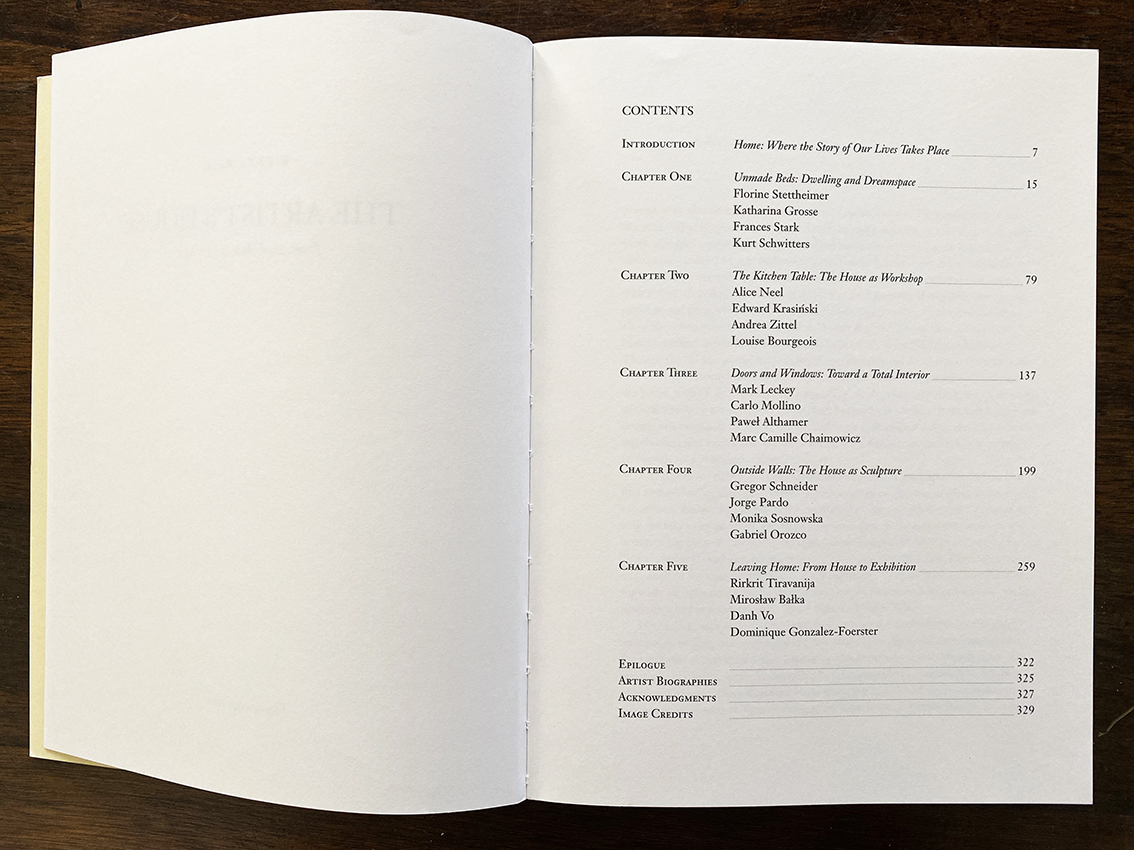 CONTENTS
Introduction Home: Where the Story of Our Lives Takes Place 7
Chapter One Unmade Beds: Dwelling and Dreamspace 15
Florine Stettheimer
Katharina Grosse
Frances Stark
Kurt Schwitters
Chapter Two The Kitchen Table: The House as Workshop 79
Alice Neel
Edward Krasiński
Andrea Zittel
Louise Bourgeois
Chapter Three Doors and Windows: Toward a Total Interior 137
Mark Leckey
Carlo Mollino
Paweł Althamer
Marc Camille Chaimowicz
Chapter Four Outside Walls: The House as Sculpture 199
Gregor Schneider
Jorge Pardo
Monika Sosnowska
Gabriel Orozco
Chapter Five Leaving Home: From House to Exhibition 259
Rirkrit Tiravanija
Mirosław Bałka
Danh Vo
Dominique Gonzalez-Foerster
Epilogue 322
Artist Biographies 325
Acknowledgments 327
Image Credits 329